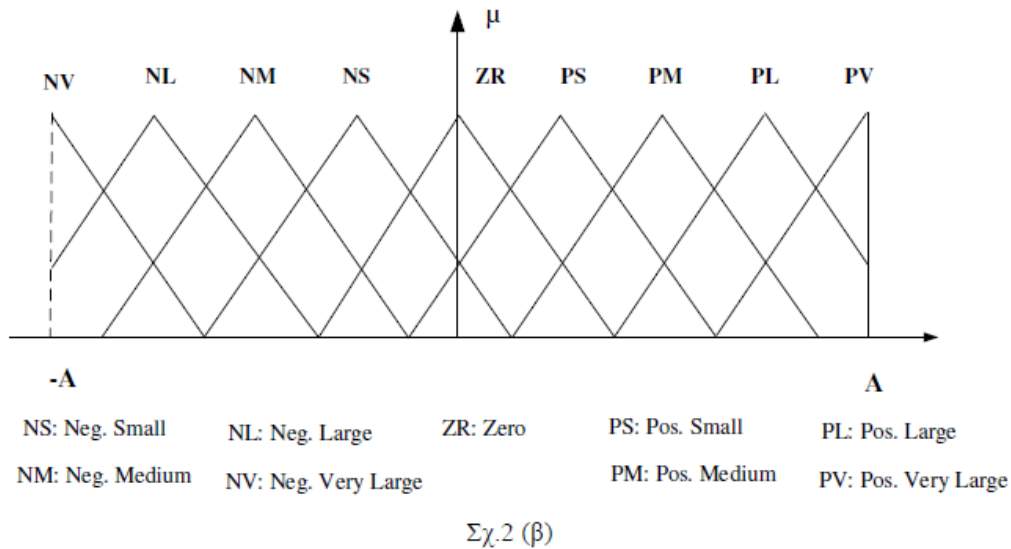 μ
NV NL NM NS ZR PS PM PL PV
-A A
NS: Neg. Small NL: Neg. Large ZR: Zero PS: Pos. Small PL: Pos. Large
NM: Neg. Medium NV: Neg. Very Large PM: Pos. Medium PV: Pos. Very Large
Σχ.2 (β)